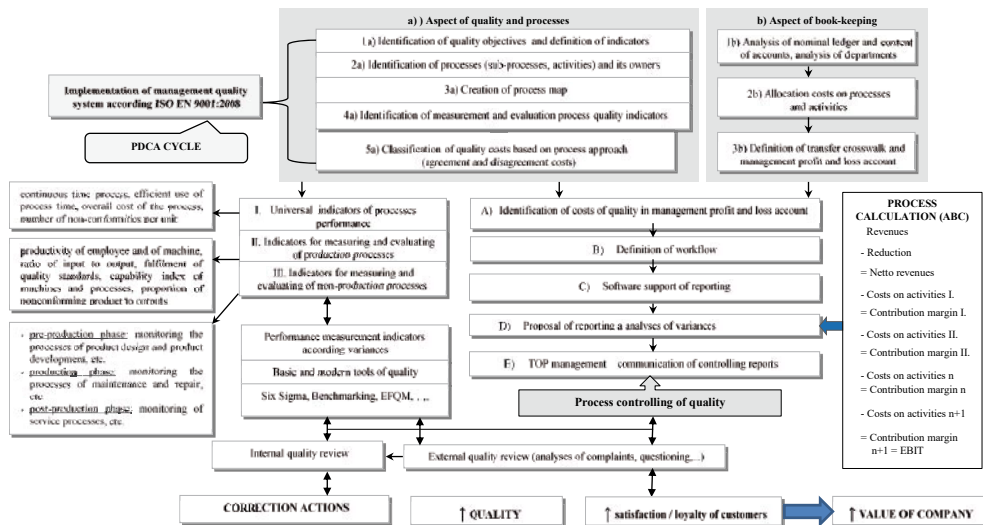 a) ) Aspect of quality and processes
1a) Identification of quality objectives and definition of indicators
2a) Identification of processes (sub-processes, activities) and its owners
3a) Creation of process map
4a) Identification of measurement and evaluation process quality indicators
5a) Classification of quality costs based on process approach
(agreement and disagreement costs)
b) Aspect of book-keeping
1b) Analysis of nominal ledger and content
of accounts, analysis of departments
2b) Allocation costs on processes
and activities
3b) Definition of transfer crosswalk and
management profit and loss account
Implementation of management quality
system according ISO EN 9001:2008
PDCA CYCLE
continuous time process, efficient use of
process time, overall cost of the process,
number of non-conformities per unit
productivity of employee and of machine,
ratio of input to output, fulfilment of
quality standards, capability index of
machines and processes, proportion of
nonconforming product to outputs
- pre-production phase: monitoring the
processes of product design and product
development, etc.
- production phase: monitoring the
processes of maintenance and repair,
etc
- post-production phase: monitoring of
service processes, etc.
I. Universal indicators of processes
performance
II. Indicators for measuring and evaluating
of production processes
III. Indicators for measuring and
evaluating of non-production processes
Performance measurement indicators
according variances
Basic and modern tools of quality
Six Sigma, Benchmarking, EFQM, . ,,
A) Identification of costs of quality in management profit and loss account
B) Definition of workflow
C) Software support of reporting
D) Proposal of reporting a analyses of variances
E) TOP management communication of controlling reports
Process controlling of quality
PROCESS
CALCULATION (ABC)
Revenues
- Reduction
= Netto revenues
- Costs on activities I.
= Contribution margin I.
- Costs on activities II.
= Contribution margin II.
- Costs on activities n
= Contribution margin n
- Costs on activities n+1
= Contribution margin
n+1 = EBIT
Internal quality review
External quality review (analyses of complaints, questioning,..)
CORRECTION ACTIONS
↑ QUALITY
↑ satisfaction / loyalty of customers
↑ VALUE OF COMPANY